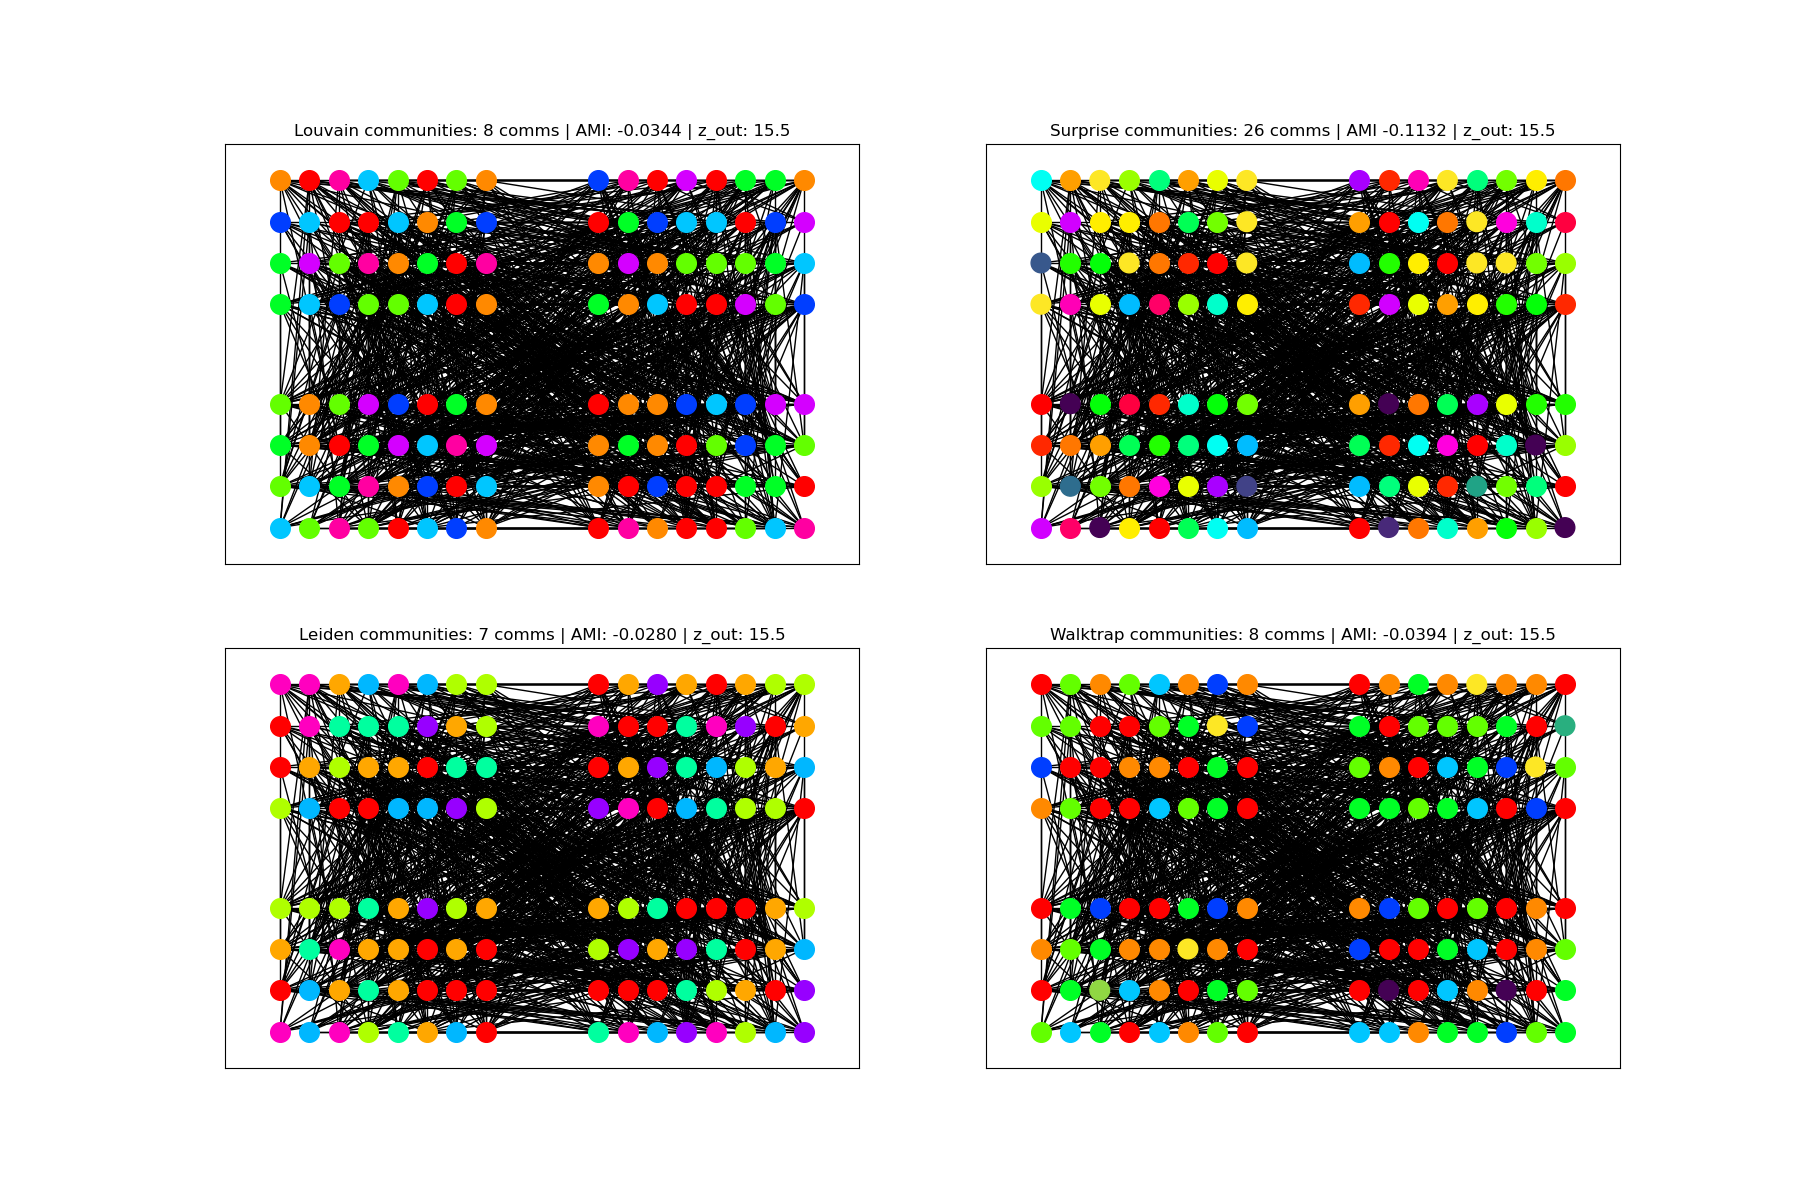 Louvain communities: 8 comms | AMI: -0.0344 | z_out: 15.5
Surprise communities: 26 comms | AMI -0.1132 | z_out: 15.5
Leiden communities: 7 comms | AMI: -0.0280 | z_out: 15.5
Walktrap communities: 8 comms | AMI: -0.0394 | z_out: 15.5